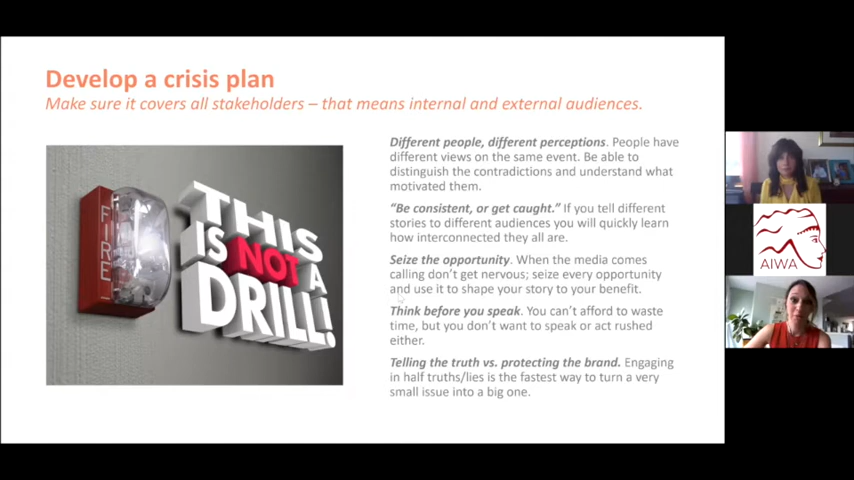 Develop a crisis plan
Make sure it covers all stakeholders – that means internal and external audiences.
FIRE
THIS
IS NOT A
DRILL!
Different people, different perceptions. People have
different views on the same event. Be able to
distinguish the contradictions and understand what
motivated them.
“Be consistent, or get caught.” If you tell different
stories to different audiences you will quickly learn
how interconnected they all are.
Seize the opportunity. When the media comes
calling don’t get nervous; seize every opportunity
and use it to shape your story to your benefit.
Think before you speak. You can’t afford to waste
time, but you don’t want to speak or act rushed
either.
Telling the truth vs. protecting the brand. Engaging
in half truths/lies is the fastest way to turn a very
small issue into a big one.
AIWA